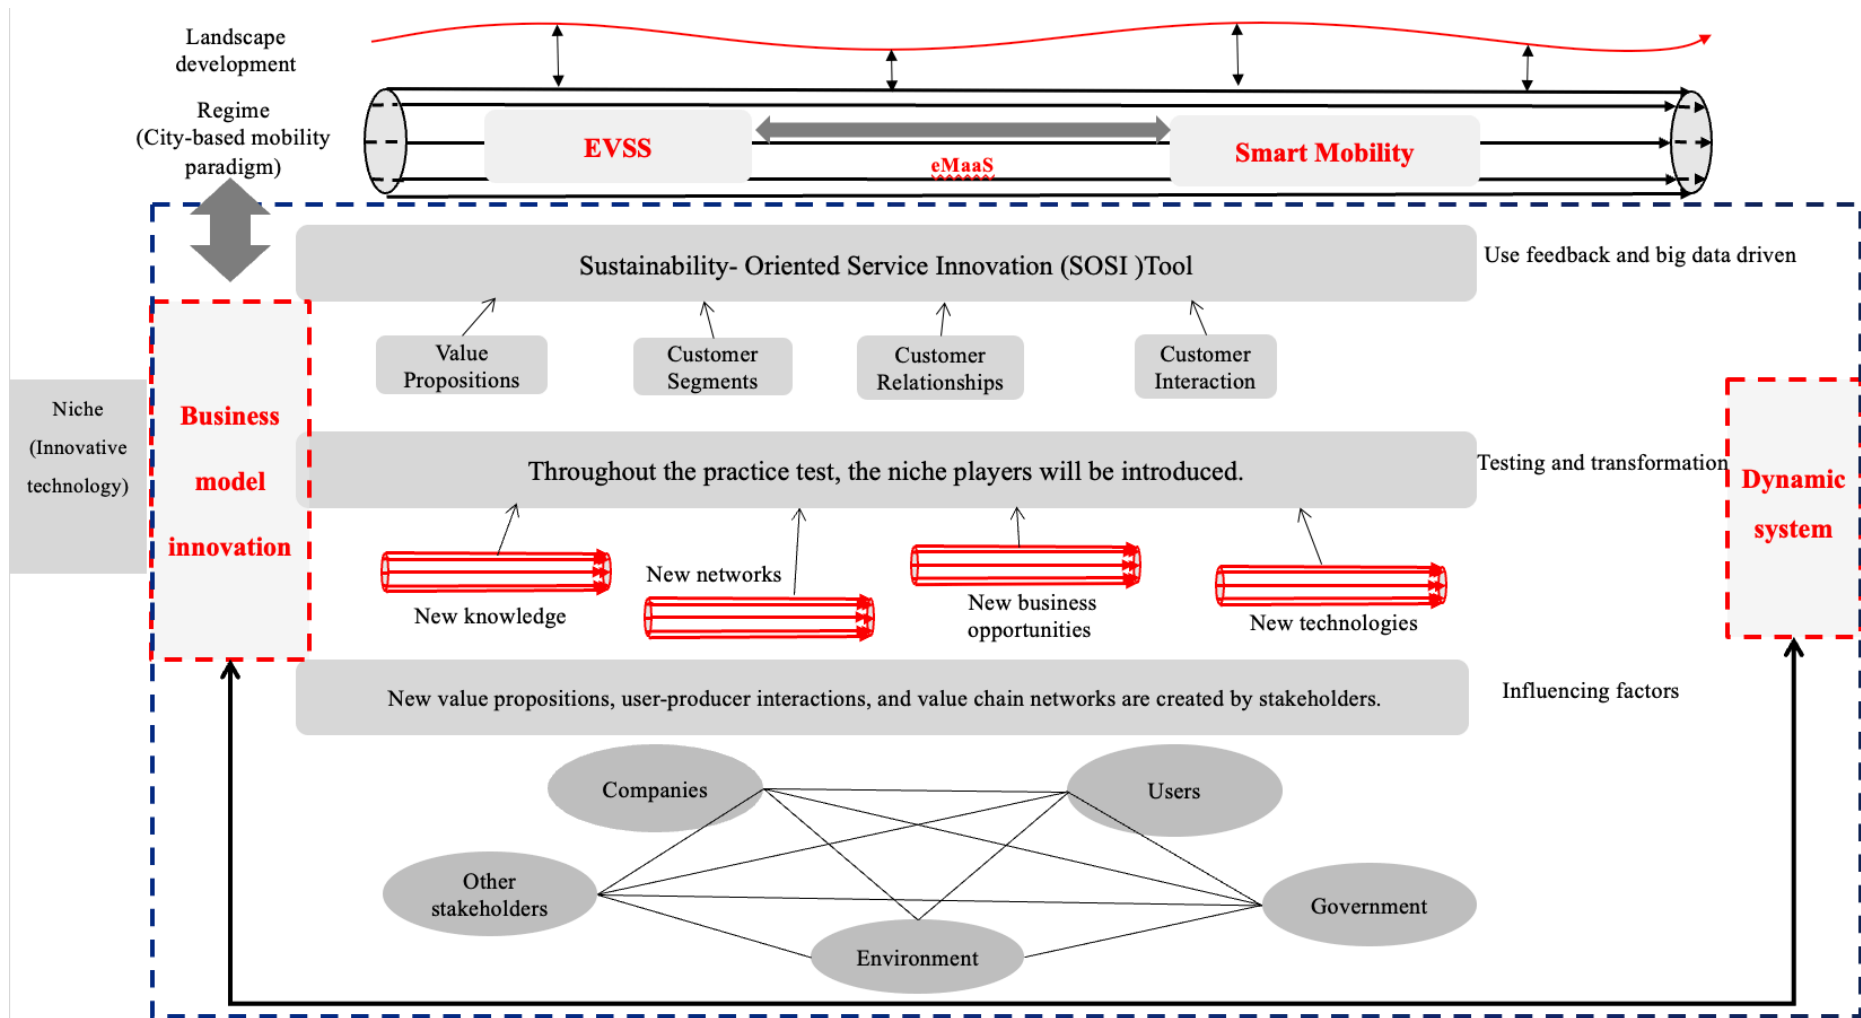 Landscape
development
Regime
(City-based mobility
paradigm)
EVSS
eMaaS
Smart Mobility
Sustainability- Oriented Service Innovation (SOSI )Tool
Use feedback and big data driven
Value
Propositions
Customer
Segments
Customer
Relationships
Customer
Interaction
Niche
(Innovative
technology)
Business
model
innovation
Throughout the practice test, the niche players will be introduced.
Testing and transformation
Dynamic
system
New knowledge
New networks
New business
opportunities
New technologies
New value propositions, user-producer interactions, and value chain networks are created by stakeholders.
Influencing factors
Companies
Users
Other
stakeholders
Government
Environment